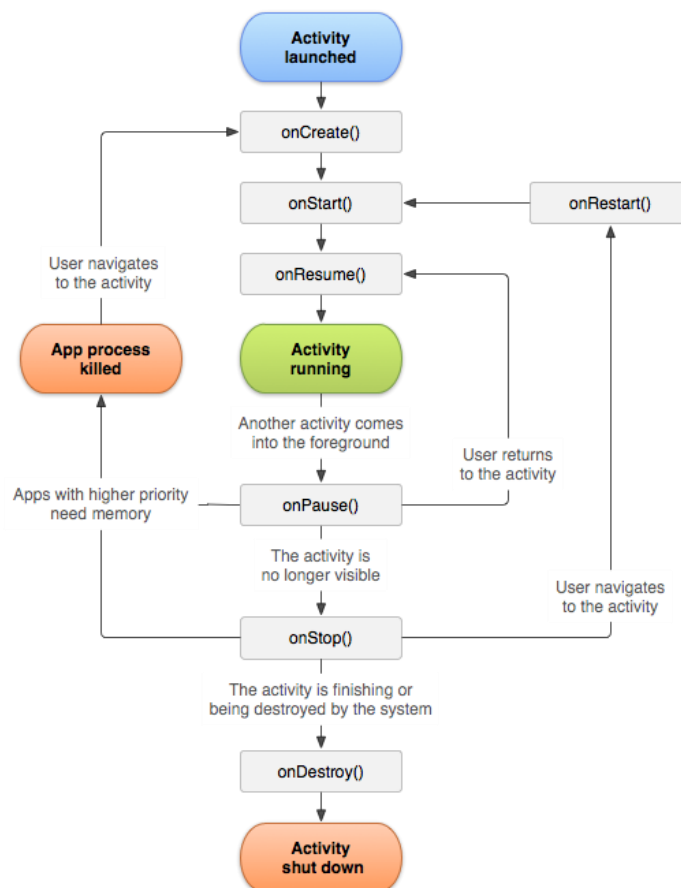 Activity
launched
onCreate()
onStart()
onRestart()
User navigates
to the activity
onResume()
App process
killed
Activity
running
Another activity comes
into the foreground
User returns
to the activity
Apps with higher priority
need memory
onPause()
The activity is
no longer visible
User navigates
to the activity
onStop()
The activity is finishing or
being destroyed by the system
onDestroy()
Activity
shut down